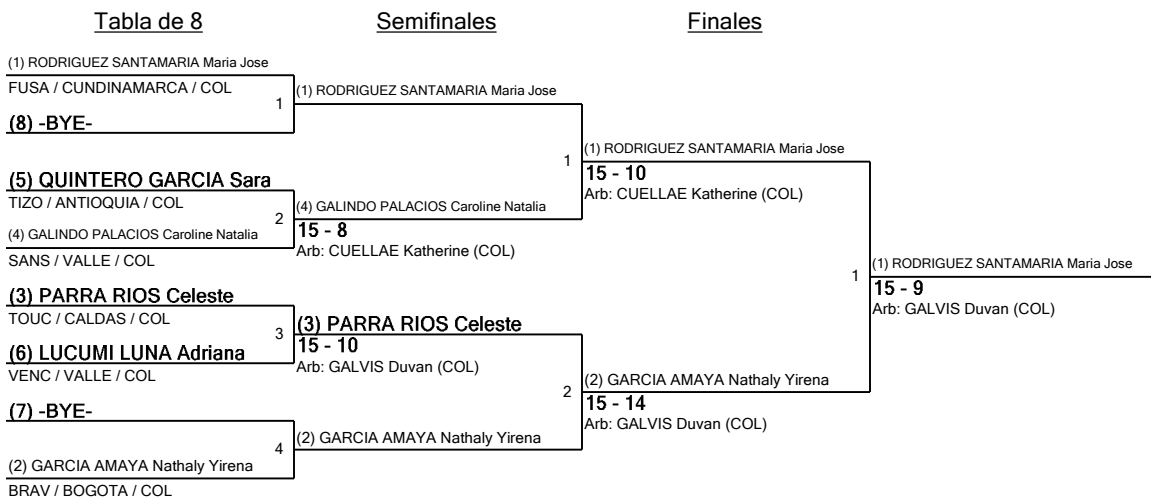 Tabla de 8
Semifinales
Finales
(1) RODRIGUEZ SANTAMARIA Maria Jose
FUSA / CUNDINAMARCA / COL
1
(8) -BYE-
(1) RODRIGUEZ SANTAMARIA Maria Jose
(5) QUINTERO GARCIA Sara
TIZO / ANTIOQUIA / COL
2
(4) GALINDO PALACIOS Caroline Natalia
SANS / VALLE / COL
(4) GALINDO PALACIOS Caroline Natalia
15 - 8
Arb: CUELLAE Katherine (COL)
1
(1) RODRIGUEZ SANTAMARIA Maria Jose
15 - 10
Arb: CUELLAE Katherine (COL)
(3) PARRA RIOS Celeste
TOUC / CALDAS / COL
3
(6) LUCUMI LUNA Adriana
VENC / VALLE / COL
(3) PARRA RIOS Celeste
15 - 10
Arb: GALVIS Duvan (COL)
(7) -BYE-
4
(2) GARCIA AMAYA Nathaly Yirena
BRAV / BOGOTA / COL
(2) GARCIA AMAYA Nathaly Yirena
2
(2) GARCIA AMAYA Nathaly Yirena
15 - 14
Arb: GALVIS Duvan (COL)
1
(1) RODRIGUEZ SANTAMARIA Maria Jose
15 - 9
Arb: GALVIS Duvan (COL)